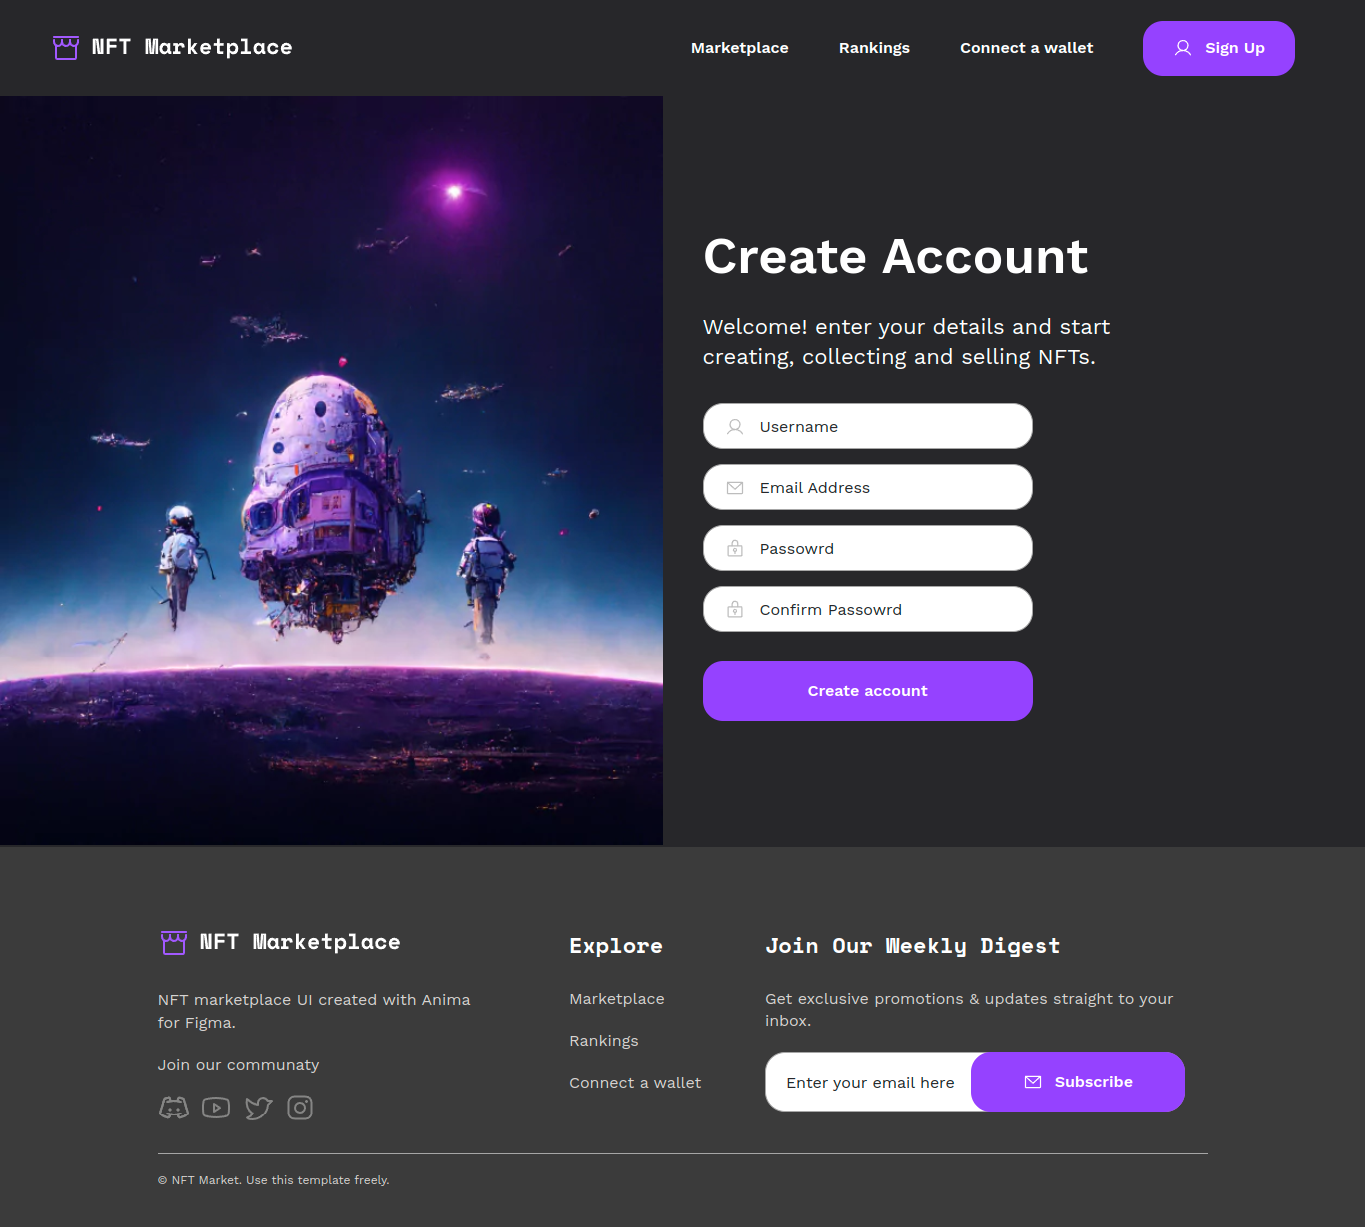 NFT Marketplace
Marketplace
Rankings
Connect a wallet
Sign Up
Create Account
Welcome! enter your details and start
creating, collecting and selling NFTs.
Username
Email Address
Passowrd
Confirm Passowrd
Create account
NFT Marketplace
NFT marketplace UI created with Anima
for Figma.
Join our communaty
Explore
Marketplace
Rankings
Connect a wallet
Join Our Weekly Digest
Get exclusive promotions & updates straight to your
inbox.
Enter your email here
Subscribe
© NFT Market. Use this template freely.